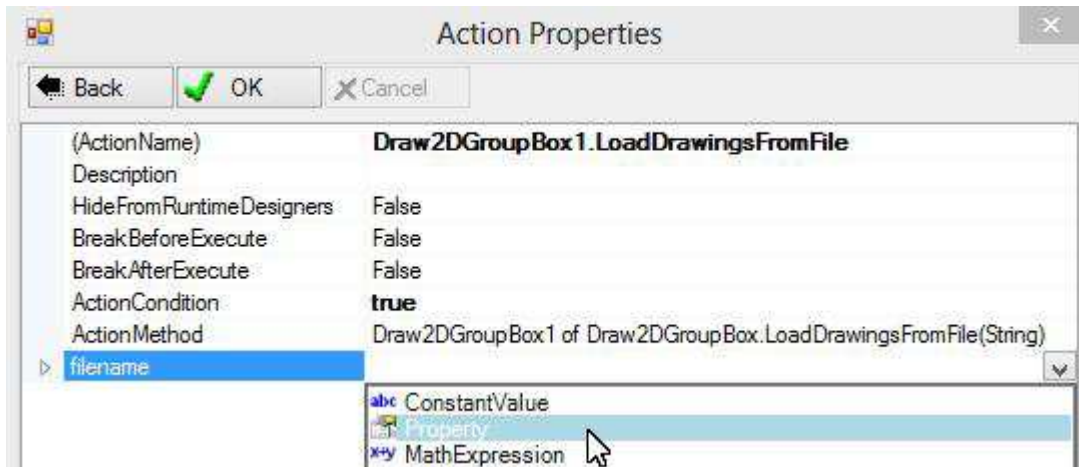 Action Properties
Back OK Cancel
(ActionName) Draw2DGroupBox1.LoadDrawingsFromFile
Description
HideFromRuntimeDesigners False
BreakBeforeExecute False
BreakAfterExecute False
ActionCondition true
ActionMethod Draw2DGroupBox1 of Draw2DGroupBox.LoadDrawingsFromFile(String)
filename
abc ConstantValue
Property
x+y MathExpression